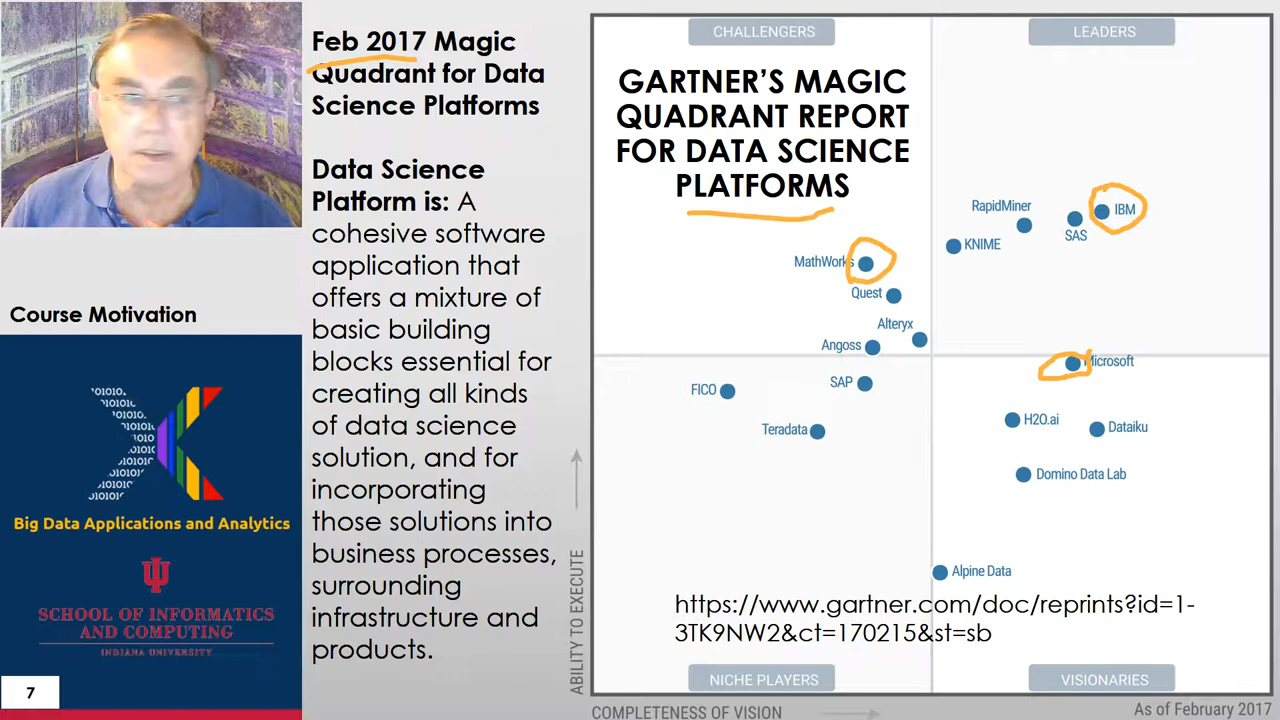 Feb 2017 Magic
Quadrant for Data
Science Platforms
Data Science
Platform is: A
cohesive software
application that
offers a mixture of
basic building
blocks essential for
creating all kinds
of data science
solution, and for
incorporating
those solutions into
business processes,
surrounding
infrastructure and
products.
Course Motivation
010101010101
010101010101
Big Data Applications and Analytics
SCHOOL OF INFORMATICS
AND COMPUTING
INDIANA UNIVERSITY
7
CHALLENGERS
LEADERS
GARTNER'S MAGIC
QUADRANT REPORT
FOR DATA SCIENCE
PLATFORMS
RapidMiner
IBM
SAS
KNIME
MathWorks
Quest
Alteryx
Angoss
Microsoft
SAP
FICO
H2O.ai
Dataiku
Teradata
Domino Data Lab
Alpine Data
https://www.gartner.com/doc/reprints?id=1-
3TK9NW2&ct=170215&st=sb
NICHE PLAYERS
VISIONARIES
ABILITY TO EXECUTE
COMPLETENESS OF VISION
As of February 2017